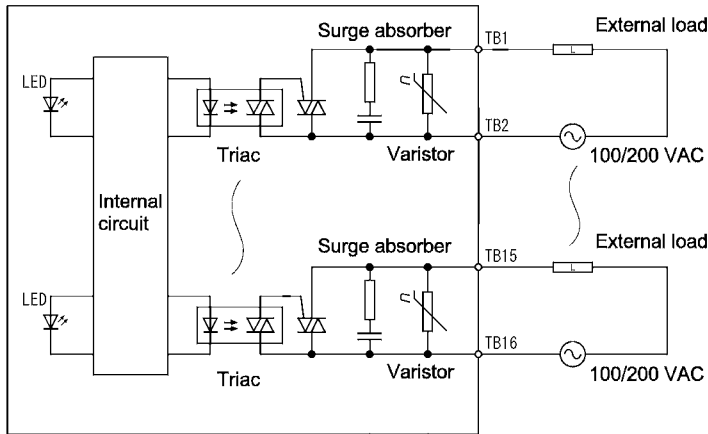 Surge absorber
TB1
External load
LED
L
TB2
Triac
Varistor
100/200 VAC
Internal
circuit
Surge absorber
TB15
External load
LED
L
TB16
Triac
Varistor
100/200 VAC